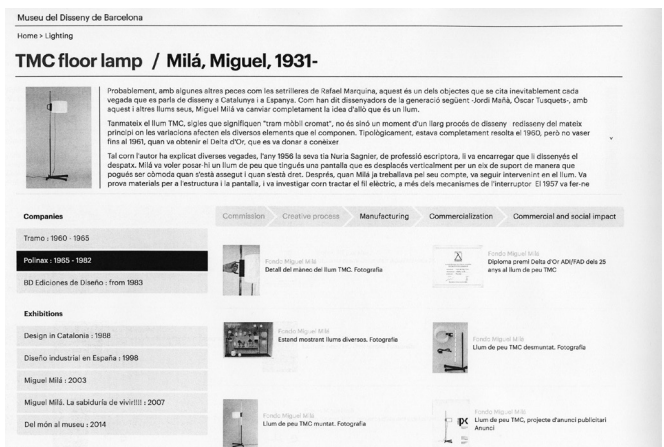 Museu del Disseny de Barcelona
Home > Lighting
TMC floor lamp / Milá, Miguel, 1931-
Probablement, amb algunes altres peces com les setrilleres de Rafael Marquina, aquest és un dels objectes que se cita inevitablement cada
vegada que es parla de disseny a Catalunya i a Espanya. Com han dit dissenyadors de la generació següent -Jordi Mañà, Óscar Tusquets-, amb
aquest i altres llums seus, Miguel Milá va canviar completament la idea d'allò que és un llum.
Tanmateix el llum TMC, sigles que signifiquen "tram mòbil cromat", no és sinó un moment d'un llarg procés de disseny redisseny del mateix
principi on les variacions afecten els diversos elements que el componen. Tipològicament, estava completament resolta el 1960, però no vaser
fins al 1961, quan va obtenir el Delta d'Or, que es va donar a conèixer
Tal com l'autor ha explicat diverses vegades, l'any 1956 la seva tia Nuria Sagnier, de professió escriptora, li va encarregar que li dissenyés el
despatx. Milá va voler posar-hi un llum de peu que tingués una pantalla que es desplacés verticalment per un eix de suport de manera que
pogués ser còmoda quan s'està assegut i quan s'està dret. Després, quan Milá ja treballava pel seu compte, va seguir intervenint en el llum. Va
prova materials per a l'estructura i la pantalla, i va investigar corn tractar el fil elèctric, a més dels mecanismes de l'interruptor El 1957 va fer-ne
Companies
Tramo : 1960 - 1965
Polinax : 1965 - 1982
BD Ediciones de Diseño : from 1983
Exhibitions
Design in Catalonia : 1988
Diseño industrial en España : 1998
Miguel Milá : 2003
Miguel Milá. La sabiduría de vivir!!!! : 2007
Del món al museu : 2014
Commission
Creative process
Manufacturing
Commercialization
Commercial and social impact
Fondo Miguel Milá
Detall del mànec del llum TMC. Fotografia
Fondo Miguel Milá
Diploma premi Delta d'Or ADI/FAD dels 25
anys al llum de peu TMC
Fondo Miguel Milá
Estand mostrant llums diversos. Fotografia
Fondo Miguel Milá
Llum de peu TMC desmuntat. Fotografia
Fondo Miguel Milá
Llum de peu TMC muntat. Fotografia
Fondo Miguel Milá
Llum de peu TMC, projecte d'anunci publicitari
Anunci